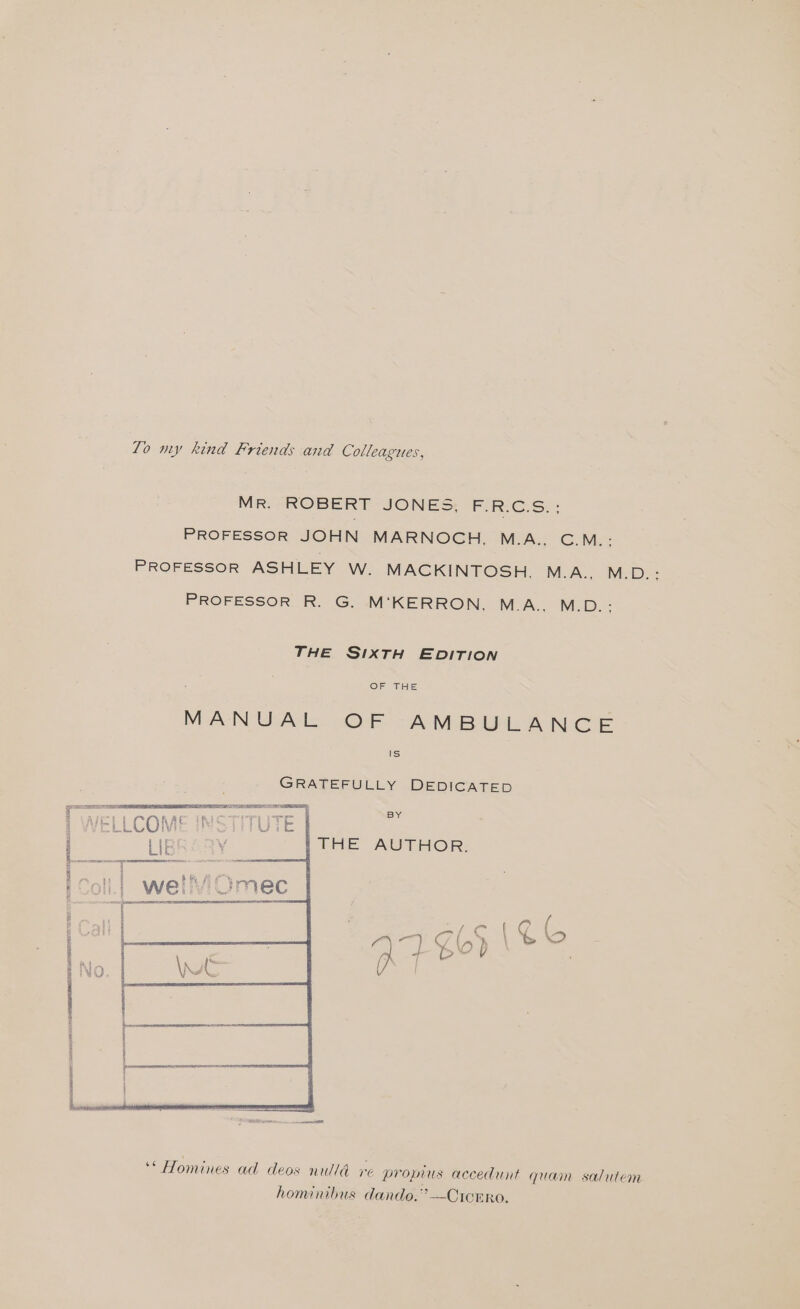 To my kind Friends and Colleagues,
MR. ROBERT JONES, F.R.C.S.;
PROFESSOR JOHN MARNOCH, M.A., C.M.;
PROFESSOR ASHLEY W. MACKINTOSH, M.A., M.D.;
PROFESSOR R. G. M‘KERRON, M.A., M.D.;
THE SIXTH EDITION
OF THE
MANUAL OF AMBULANCE
IS
GRATEFULLY DEDICATED
BY
THE AUTHOR.
WELLCOME INSTITUTE
LIBRARY
Coll. welMOmec
Call
No. WC
“Homines ad deos nullâ re propius accedunt quam salutem
hominibus dando.”—CICERO.